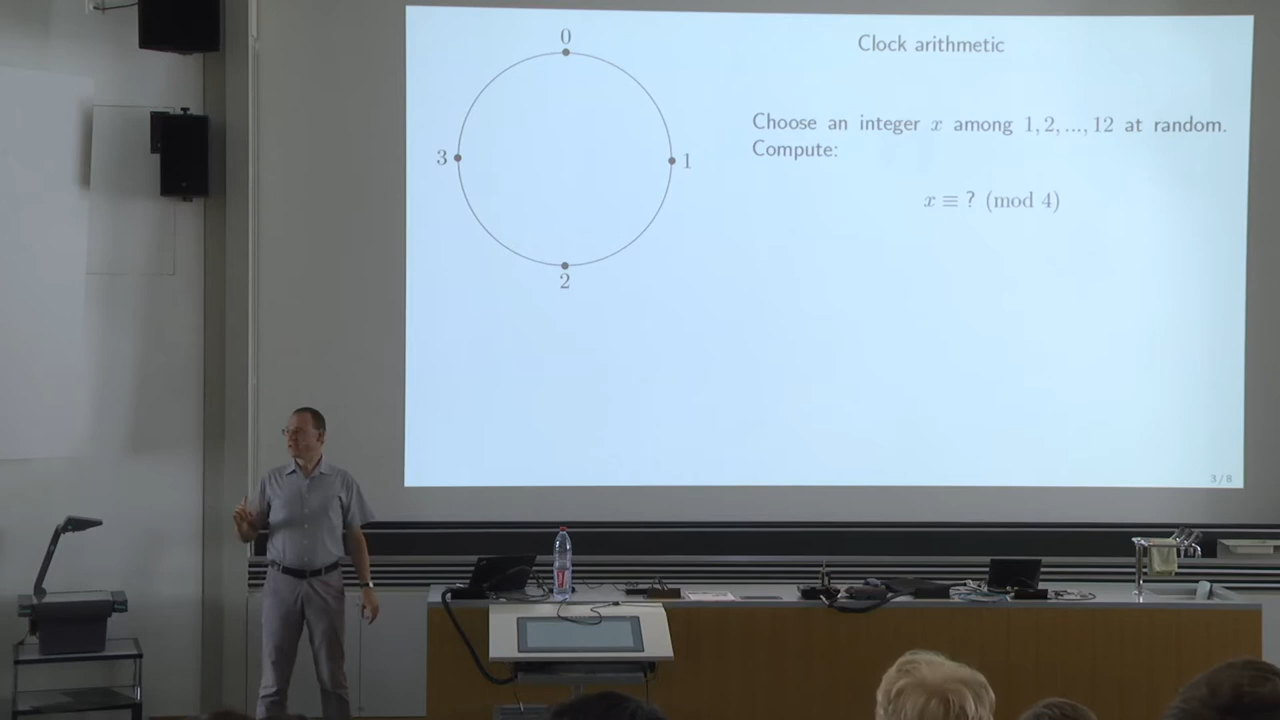 0
3
1
2
Clock arithmetic
Choose an integer x among 1, 2, ..., 12 at random.
Compute:
x ≡ ? (mod 4)
3 / 8